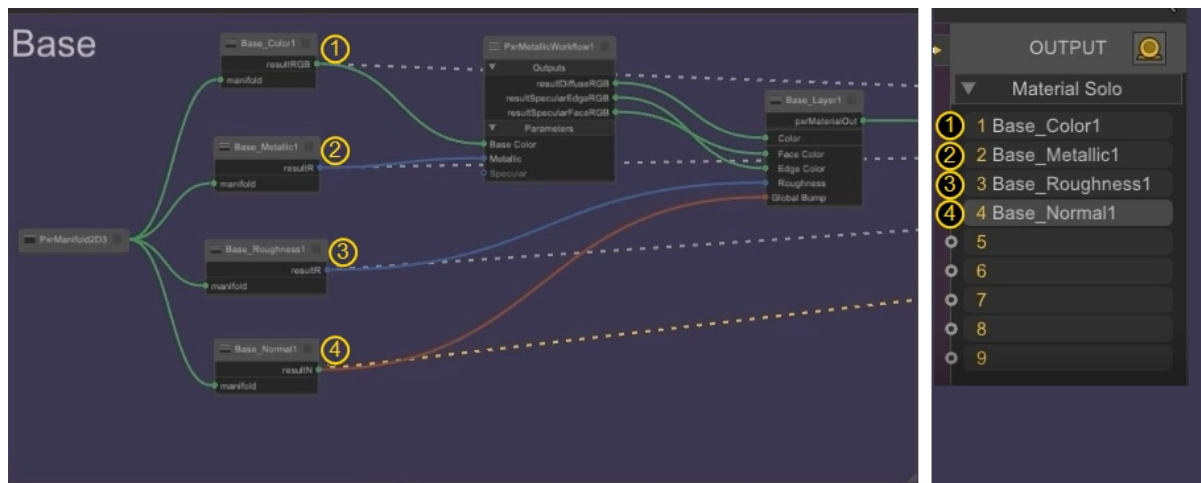 Base
Base_Color1
resultRGB
manifold
1
Base_Metallic1
resultR
manifold
2
PxrManifold2D3
Base_Roughness1
resultR
manifold
3
Base_Normal1
resultN
manifold
4
PxrMetallicWorkflow1
Outputs
resultDiffuseRGB
resultSpecularEdgeRGB
resultSpecularFaceRGB
Parameters
Base Color
Metallic
Specular
Base_Layer1
pxrMaterialOut
Color
Face Color
Edge Color
Roughness
Global Bump
OUTPUT
Material Solo
1 1 Base_Color1
2 2 Base_Metallic1
3 3 Base_Roughness1
4 4 Base_Normal1
5
6
7
8
9